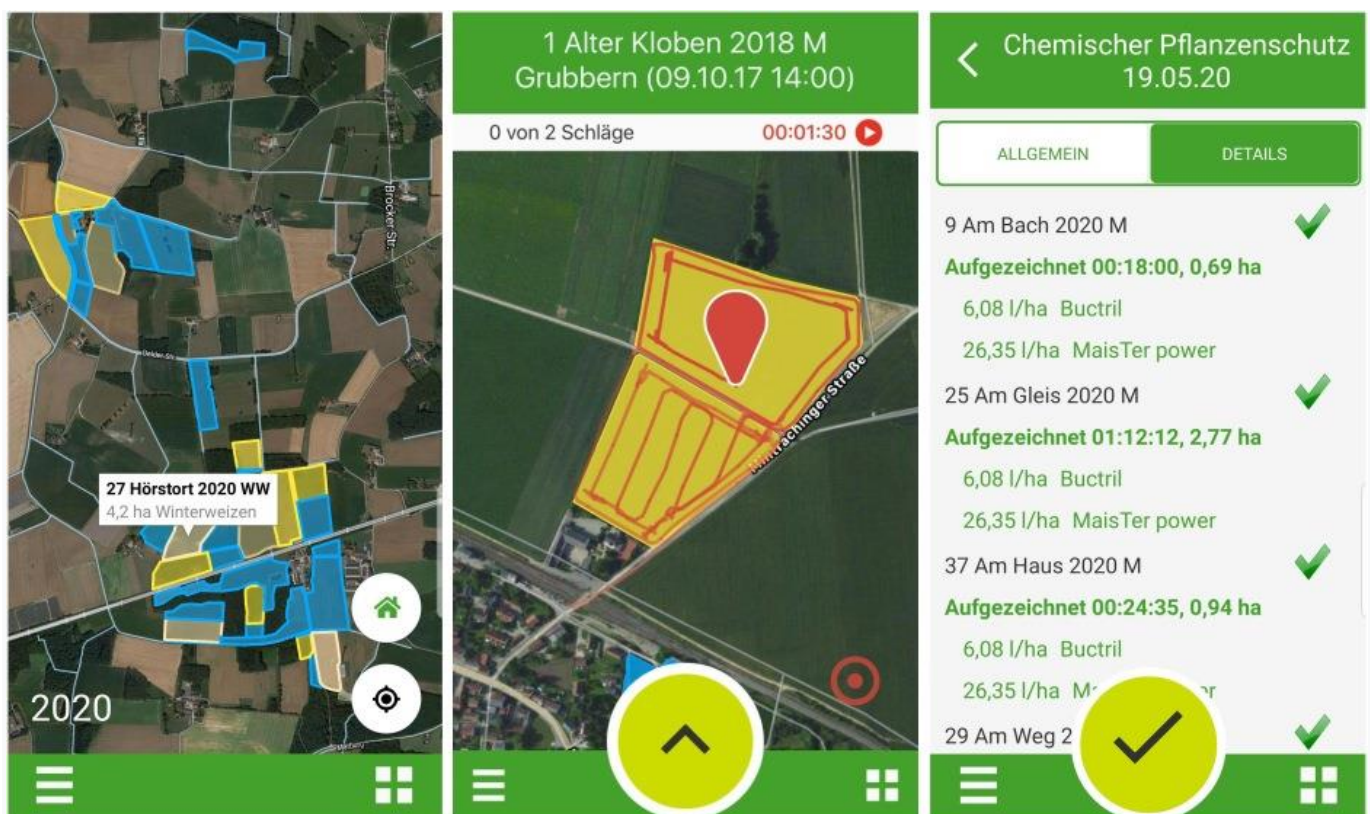 Brocker Str.
Oelder Str.
27 Hörstort 2020 WW
4,2 ha Winterweizen
2020
1 Alter Kloben 2018 M
Grubbern (09.10.17 14:00)
0 von 2 Schläge
00:01:30
Mintrachinger Straße
Chemischer Pflanzenschutz
19.05.20
ALLGEMEIN
DETAILS
9 Am Bach 2020 M
Aufgezeichnet 00:18:00, 0,69 ha
6,08 l/ha Buctril
26,35 l/ha MaisTer power
25 Am Gleis 2020 M
Aufgezeichnet 01:12:12, 2,77 ha
6,08 l/ha Buctril
26,35 l/ha MaisTer power
37 Am Haus 2020 M
Aufgezeichnet 00:24:35, 0,94 ha
6,08 l/ha Buctril
26,35 l/ha
29 Am Weg 2